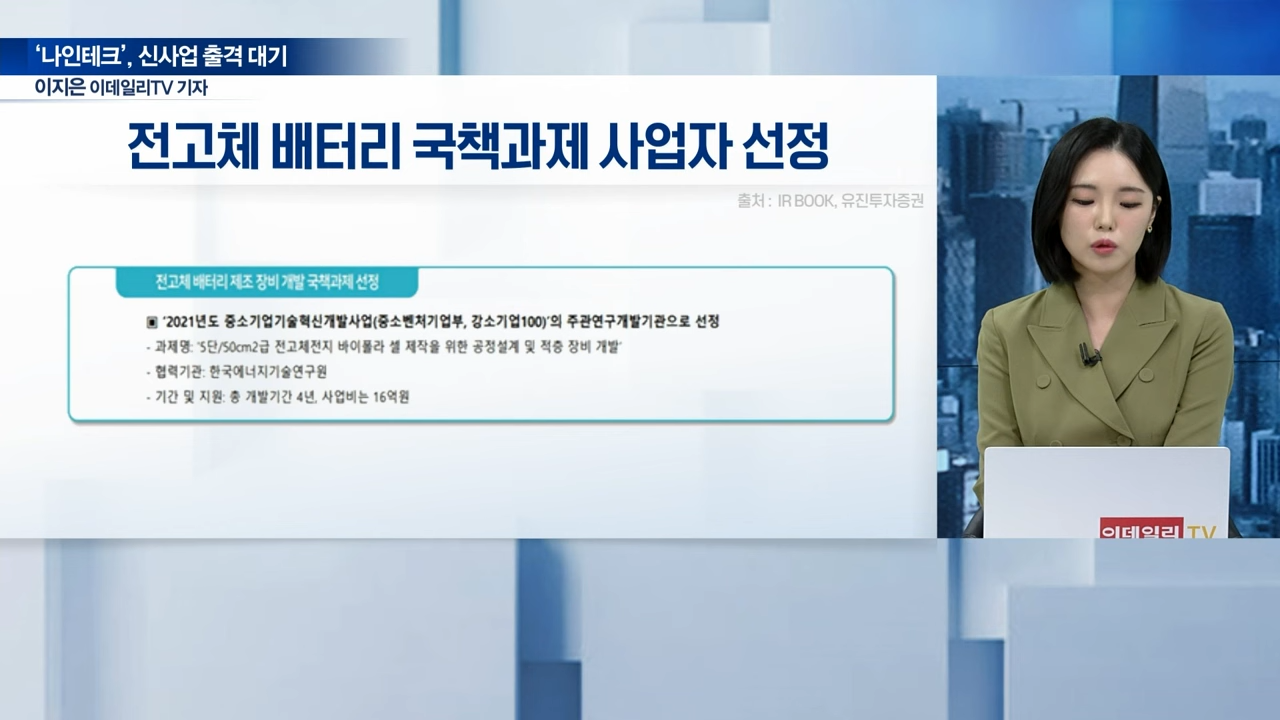 ‘나인테크’, 신사업 출격 대기
이지은 이데일리TV 기자
전고체 배터리 국책과제 사업자 선정
출처 : IR BOOK, 유진투자증권
전고체 배터리 제조 장비 개발 국책과제 선정
▣ ‘2021년도 중소기업기술혁신개발사업(중소벤처기업부, 강소기업100)’의 주관연구개발기관으로 선정
- 과제명: ‘5단/50cm2급 전고체전지 바이폴라 셀 제작을 위한 공정설계 및 적층 장비 개발’
- 협력기관: 한국에너지기술연구원
- 기간 및 지원: 총 개발기간 4년, 사업비는 16억원
이데일리 TV